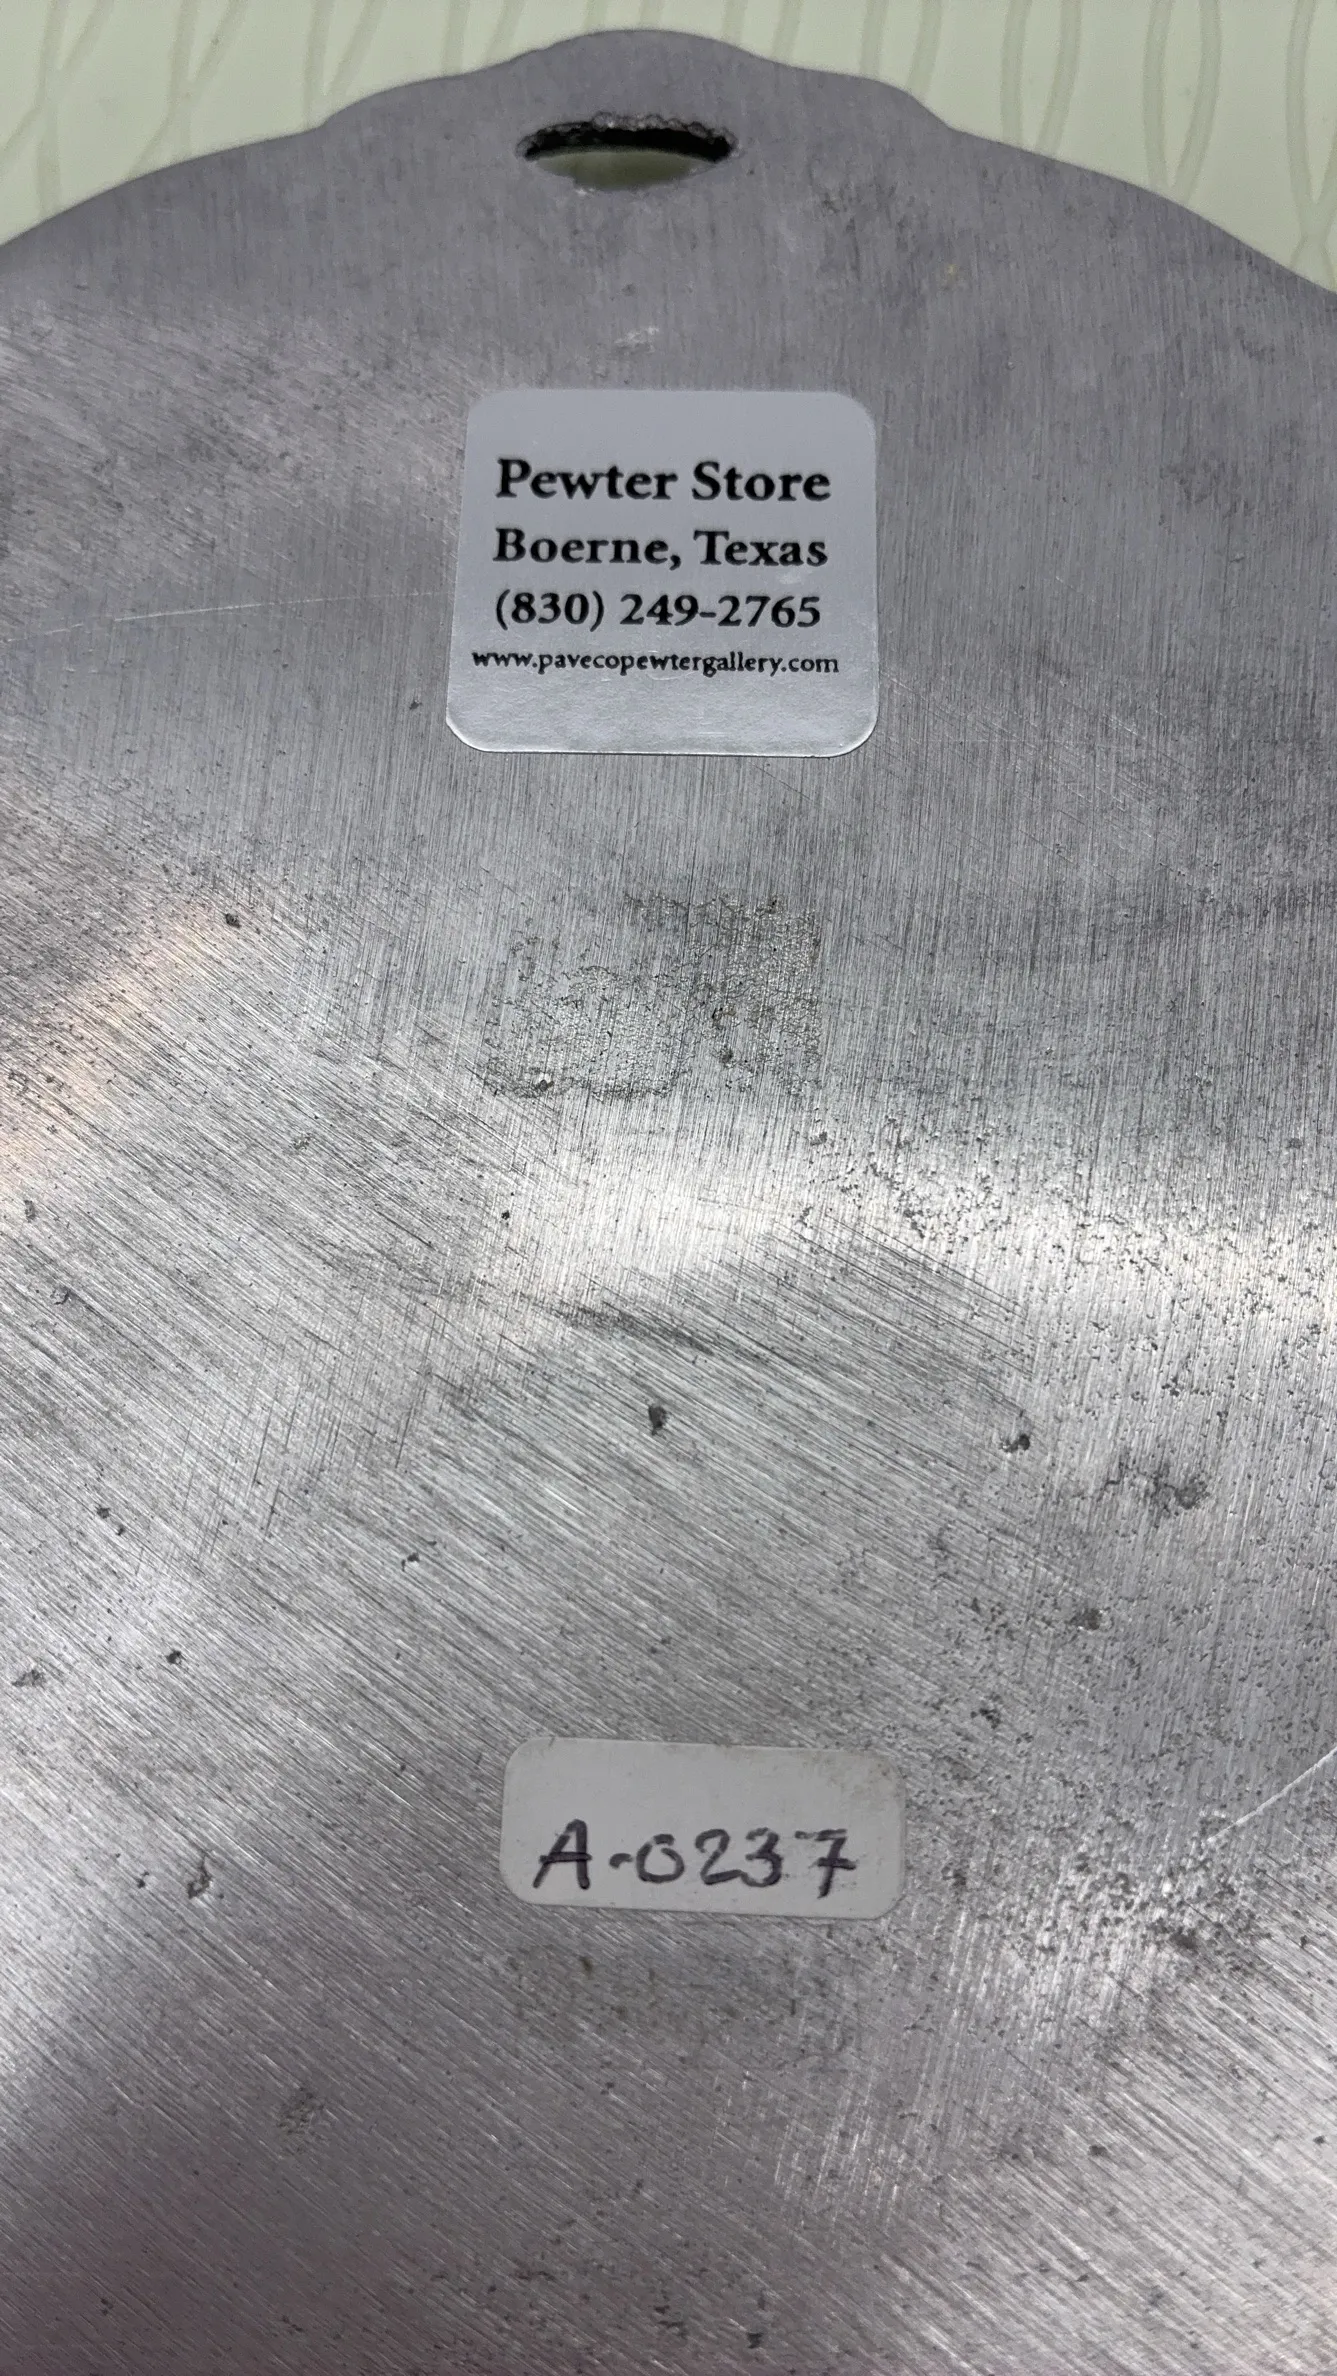 Pewter Store
Boerne, Texas
(830) 249-2765
www.pavecopewtergallery.com
A-0237